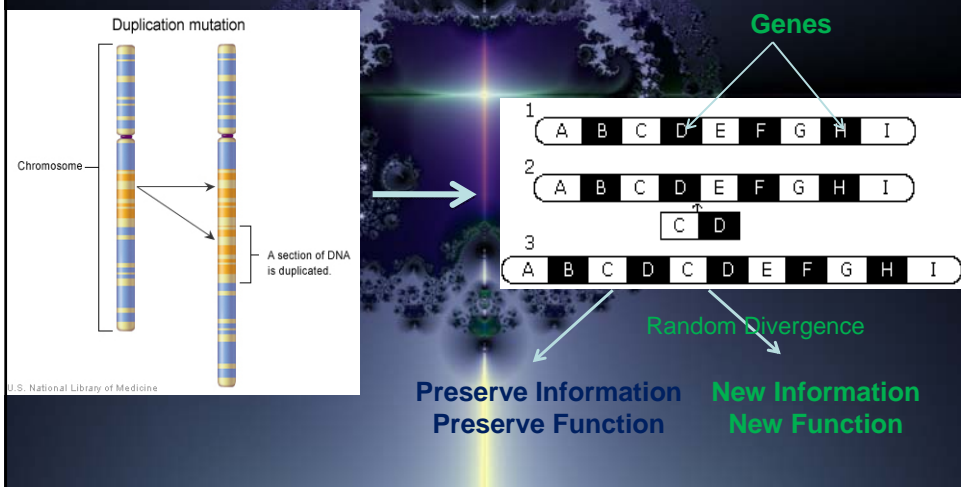 Duplication mutation
Chromosome
A section of DNA
is duplicated.
U.S. National Library of Medicine
Genes
1
A B C D E F G H I
2
A B C D E F G H I
C D
3
A B C D C D E F G H I
Random Divergence
Preserve Information
Preserve Function
New Information
New Function